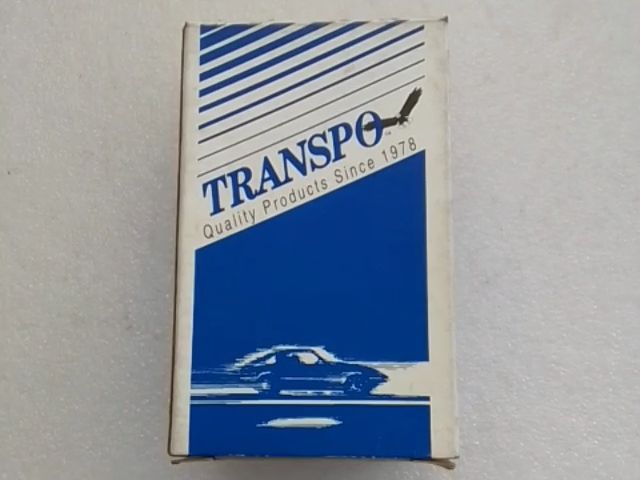 TRANSPO
Quality Products Since 1978